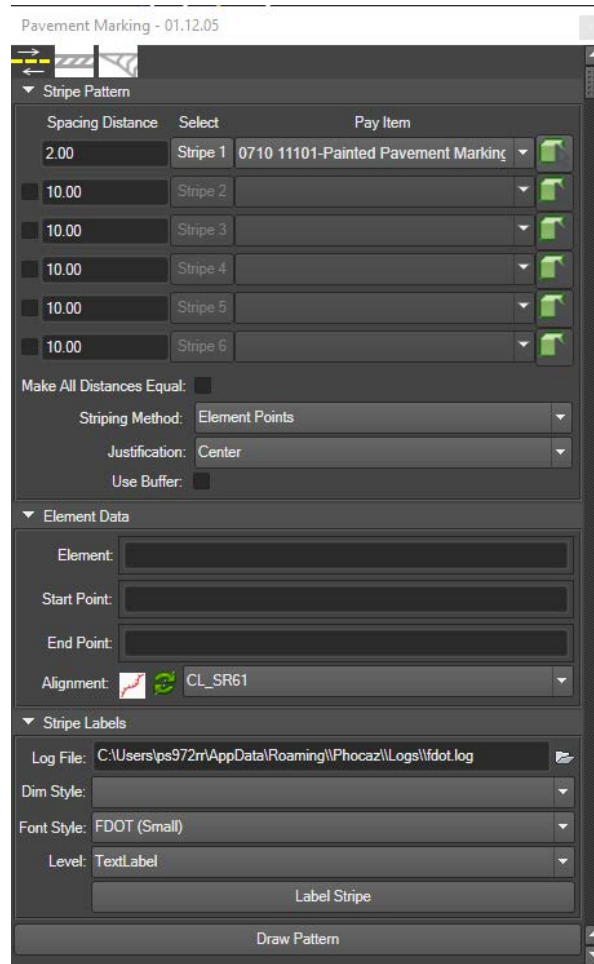 Pavement Marking - 01.12.05
Stripe Pattern
Spacing Distance Select Pay Item
2.00 Stripe 1 0710 11101-Painted Pavement Marking
10.00 Stripe 2
10.00 Stripe 3
10.00 Stripe 4
10.00 Stripe 5
10.00 Stripe 6
Make All Distances Equal:
Striping Method: Element Points
Justification: Center
Use Buffer:
Element Data
Element:
Start Point:
End Point:
Alignment: CL_SR61
Stripe Labels
Log File: C:\Users\ps972rr\AppData\Roaming\\Phocaz\\Logs\\fdot.log
Dim Style:
Font Style: FDOT (Small)
Level: TextLabel
Label Stripe
Draw Pattern